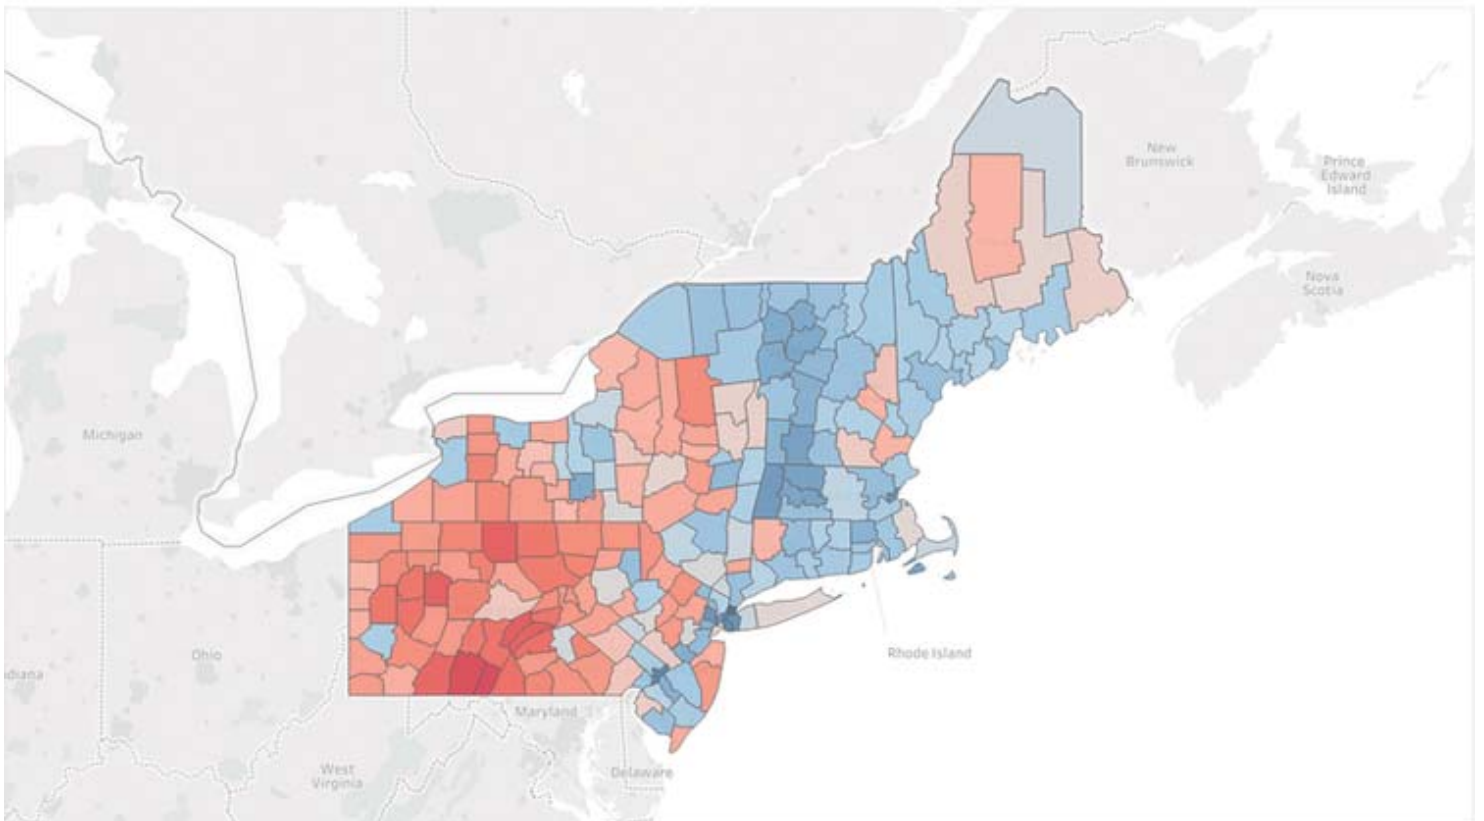 New
Brunswick
Prince
Edward
Island
Nova
Scotia
Michigan
Rhode Island
Ohio
diana
Maryland
West
Virginia
Delaware